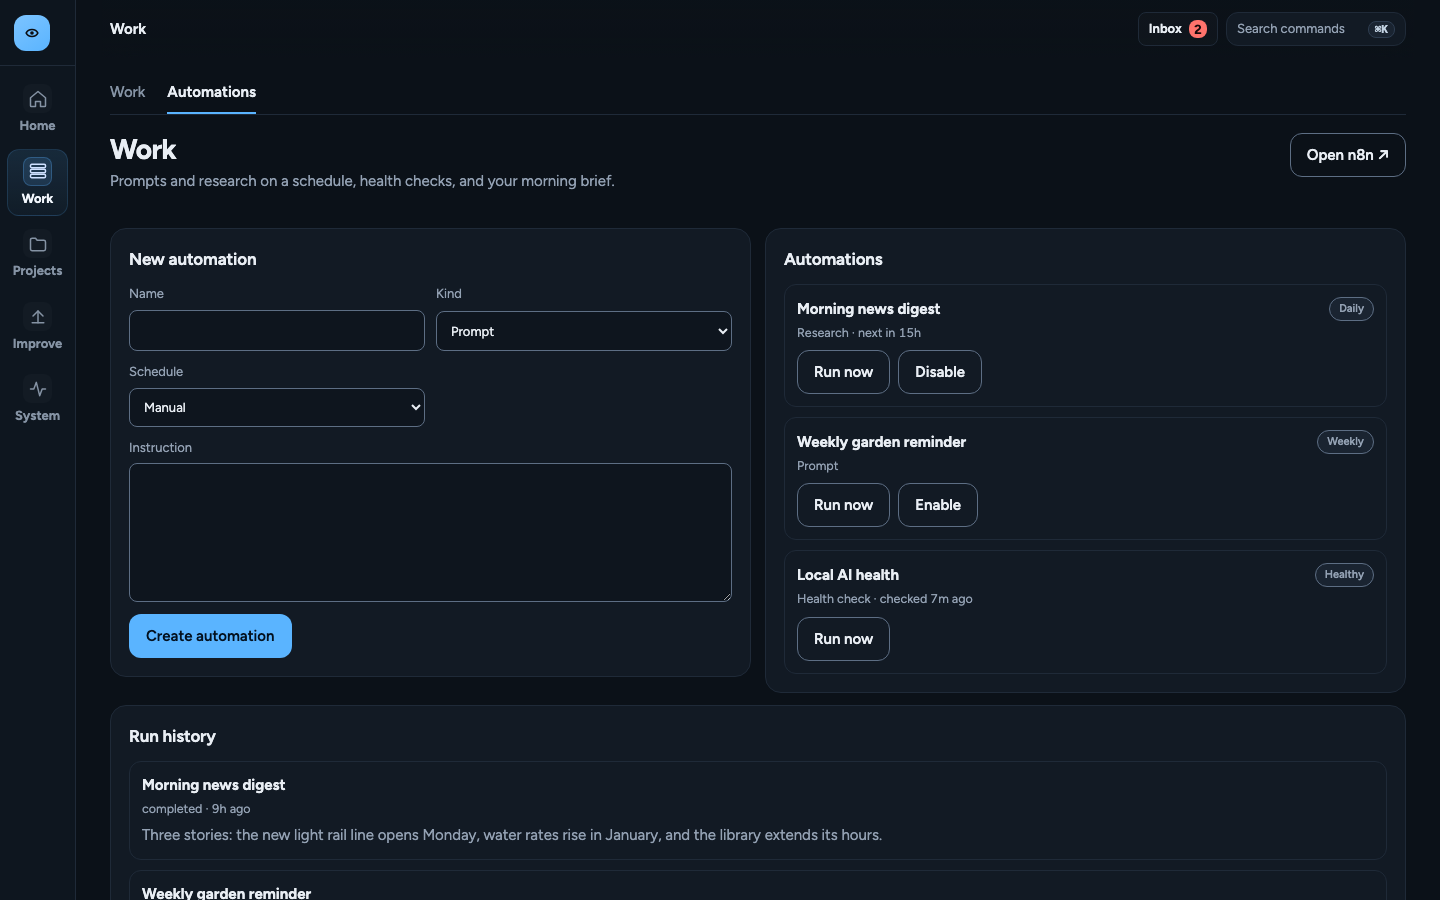 Work
Inbox 2
Search commands ⌘K
Home
Work
Projects
Improve
System
Work Automations
Work
Prompts and research on a schedule, health checks, and your morning brief.
Open n8n ↗
New automation
Name
Kind
Prompt
Schedule
Manual
Instruction
Create automation
Automations
Morning news digest
Daily
Research · next in 15h
Run now Disable
Weekly garden reminder
Weekly
Prompt
Run now Enable
Local AI health
Healthy
Health check · checked 7m ago
Run now
Run history
Morning news digest
completed · 9h ago
Three stories: the new light rail line opens Monday, water rates rise in January, and the library extends its hours.
Weekly garden reminder